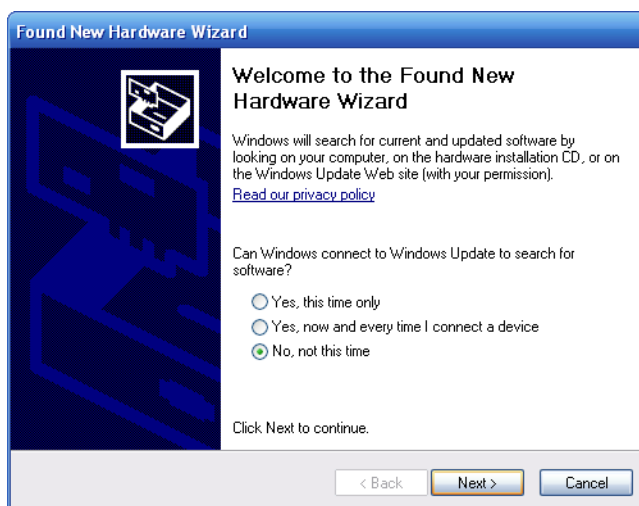 Found New Hardware Wizard
Welcome to the Found New
Hardware Wizard
Windows will search for current and updated software by
looking on your computer, on the hardware installation CD, or on
the Windows Update Web site (with your permission).
Read our privacy policy
Can Windows connect to Windows Update to search for
software?
Yes, this time only
Yes, now and every time I connect a device
No, not this time
Click Next to continue.
< Back Next > Cancel